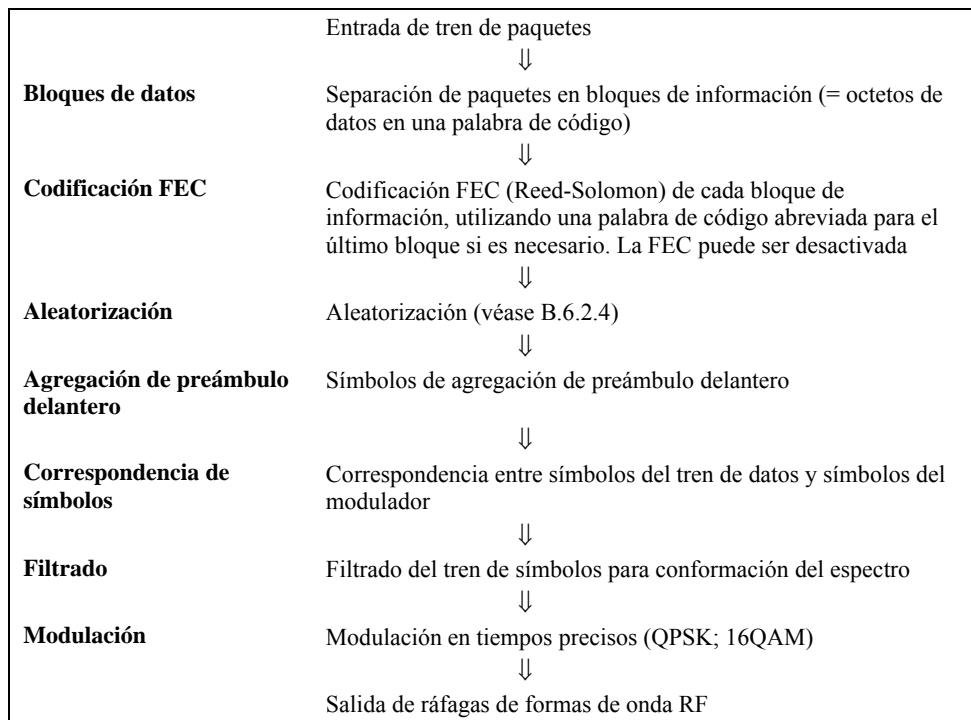 Entrada de tren de paquetes
⇓
Bloques de datos Separación de paquetes en bloques de información (= octetos de
datos en una palabra de código)
⇓
Codificación FEC Codificación FEC (Reed-Solomon) de cada bloque de
información, utilizando una palabra de código abreviada para el
último bloque si es necesario. La FEC puede ser desactivada
⇓
Aleatorización Aleatorización (véase B.6.2.4)
⇓
Agregación de preámbulo Símbolos de agregación de preámbulo delantero
delantero
⇓
Correspondencia de Correspondencia entre símbolos del tren de datos y símbolos del
símbolos modulador
⇓
Filtrado Filtrado del tren de símbolos para conformación del espectro
⇓
Modulación Modulación en tiempos precisos (QPSK; 16QAM)
⇓
Salida de ráfagas de formas de onda RF